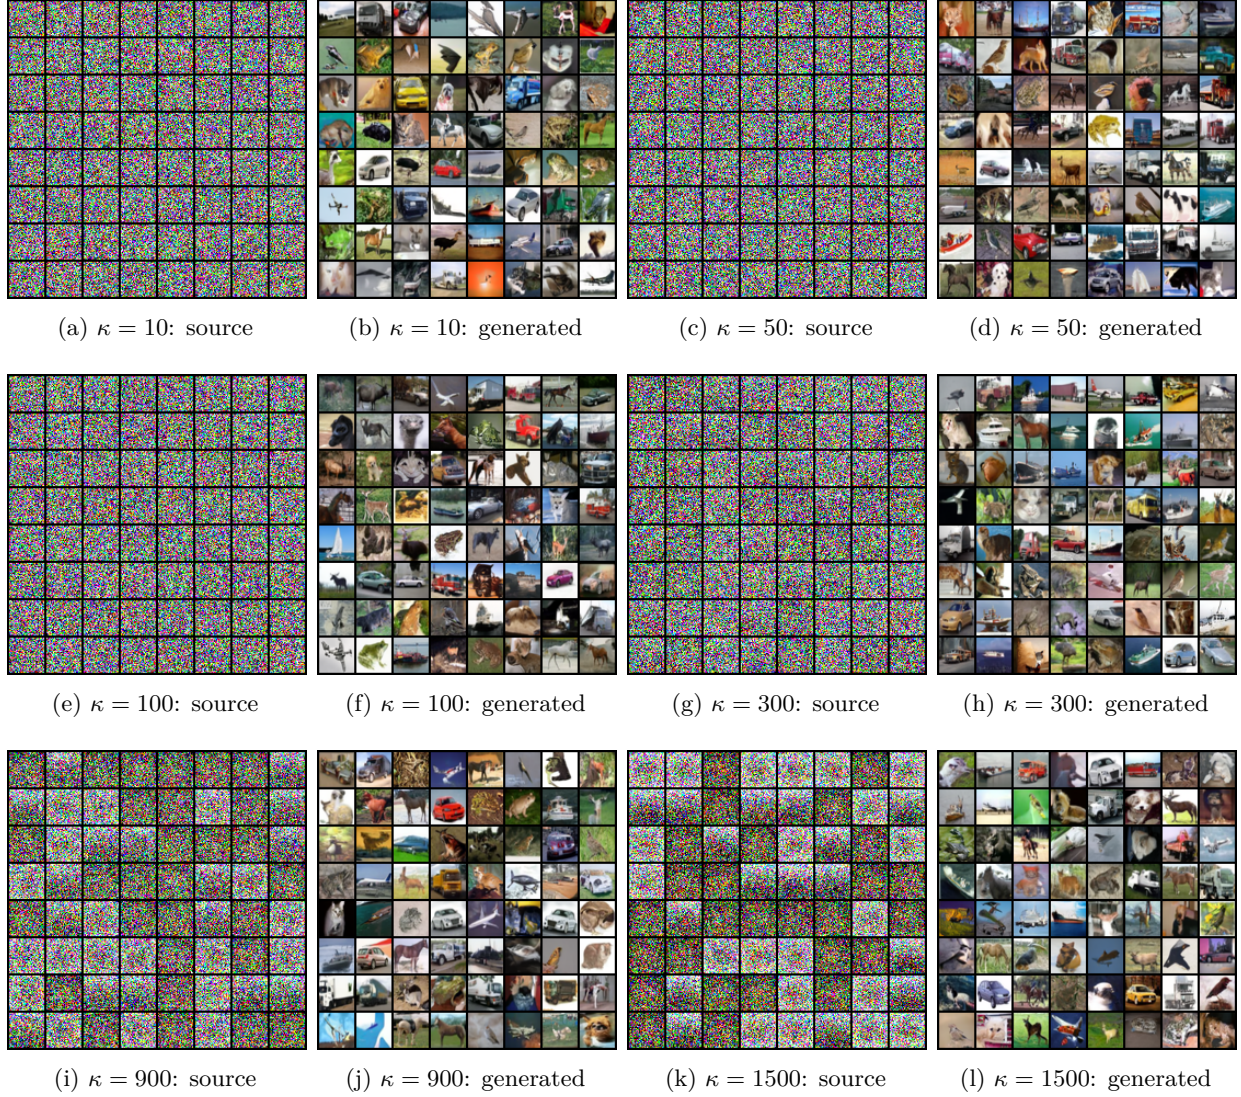 (a) κ = 10: source
(b) κ = 10: generated
(c) κ = 50: source
(d) κ = 50: generated
(e) κ = 100: source
(f) κ = 100: generated
(g) κ = 300: source
(h) κ = 300: generated
(i) κ = 900: source
(j) κ = 900: generated
(k) κ = 1500: source
(l) κ = 1500: generated